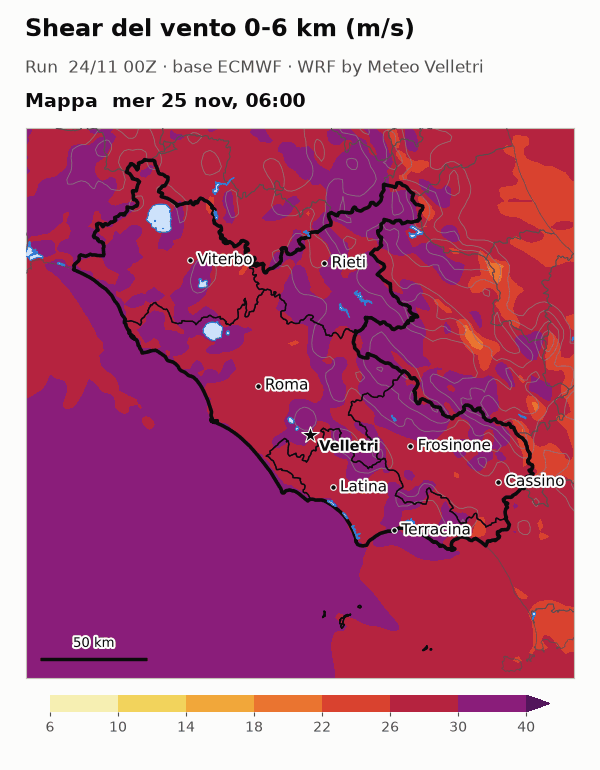 Shear del vento 0-6 km (m/s)
Run  24/11 00Z · base ECMWF · WRF by Meteo Velletri
Mappa  mer 25 nov, 06:00
Viterbo
Rieti
Roma
Velletri
Frosinone
Latina
Cassino
Terracina
50 km
6 10 14 18 22 26 30 40